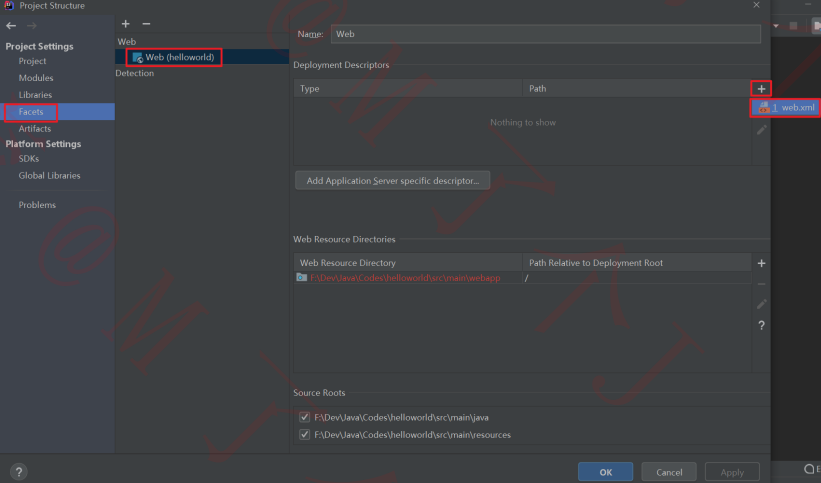 Project Structure
Project Settings
Project
Modules
Libraries
Facets
Artifacts
Platform Settings
SDKs
Global Libraries
Problems
Web
Web (helloworld)
Detection
Name: Web
Deployment Descriptors
Type Path
1 web.xml
Nothing to show
Add Application Server specific descriptor...
Web Resource Directories
Web Resource Directory Path Relative to Deployment Root
F:\Dev\Java\Codes\helloworld\src\main\webapp /
Source Roots
F:\Dev\Java\Codes\helloworld\src\main\java
F:\Dev\Java\Codes\helloworld\src\main\resources
OK Cancel Apply